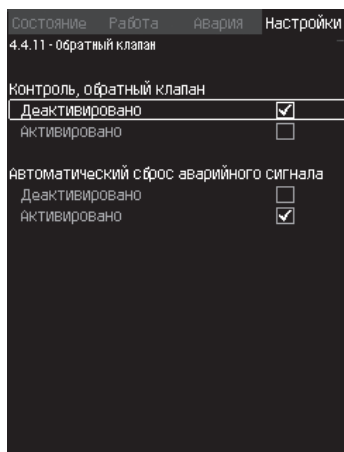 Состояние Работа Авария Настройки
4.4.11 - Обратный клапан
Контроль, обратный клапан
Деактивировано
Активировано
Автоматический сброс аварийного сигнала
Деактивировано
Активировано